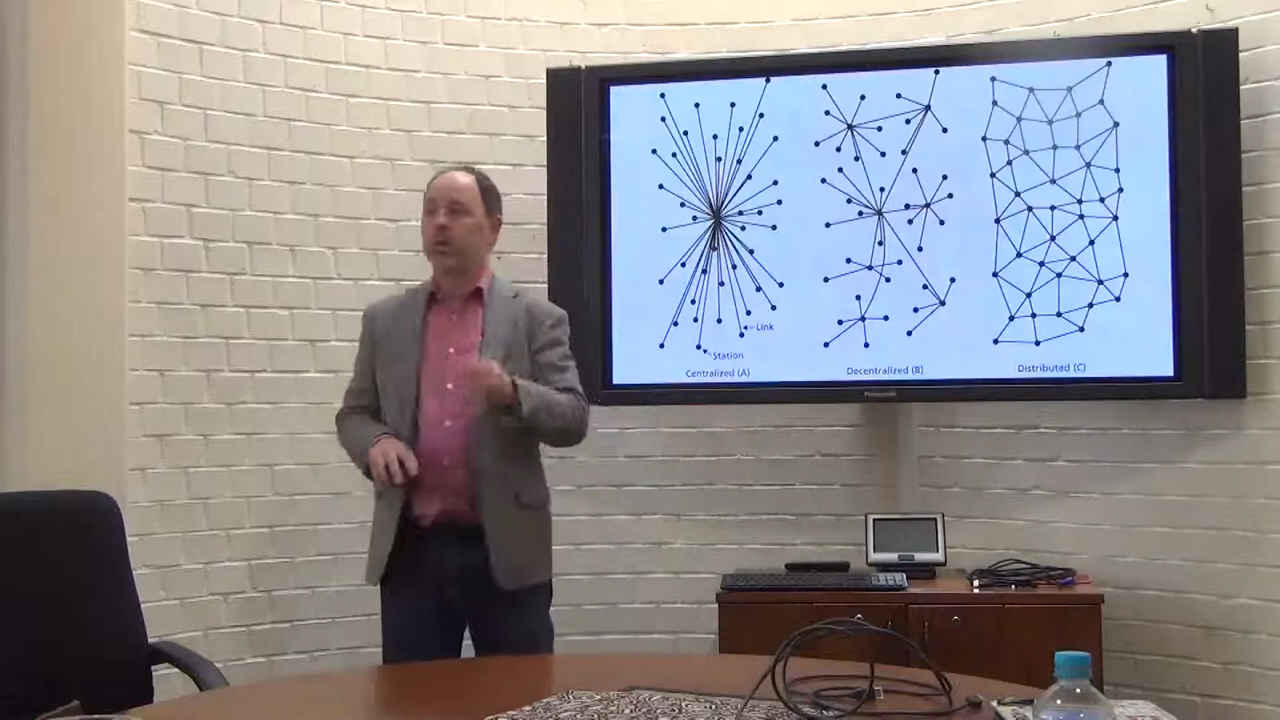 Link
Station
Centralized (A)
Decentralized (B)
Distributed (C)
Panasonic